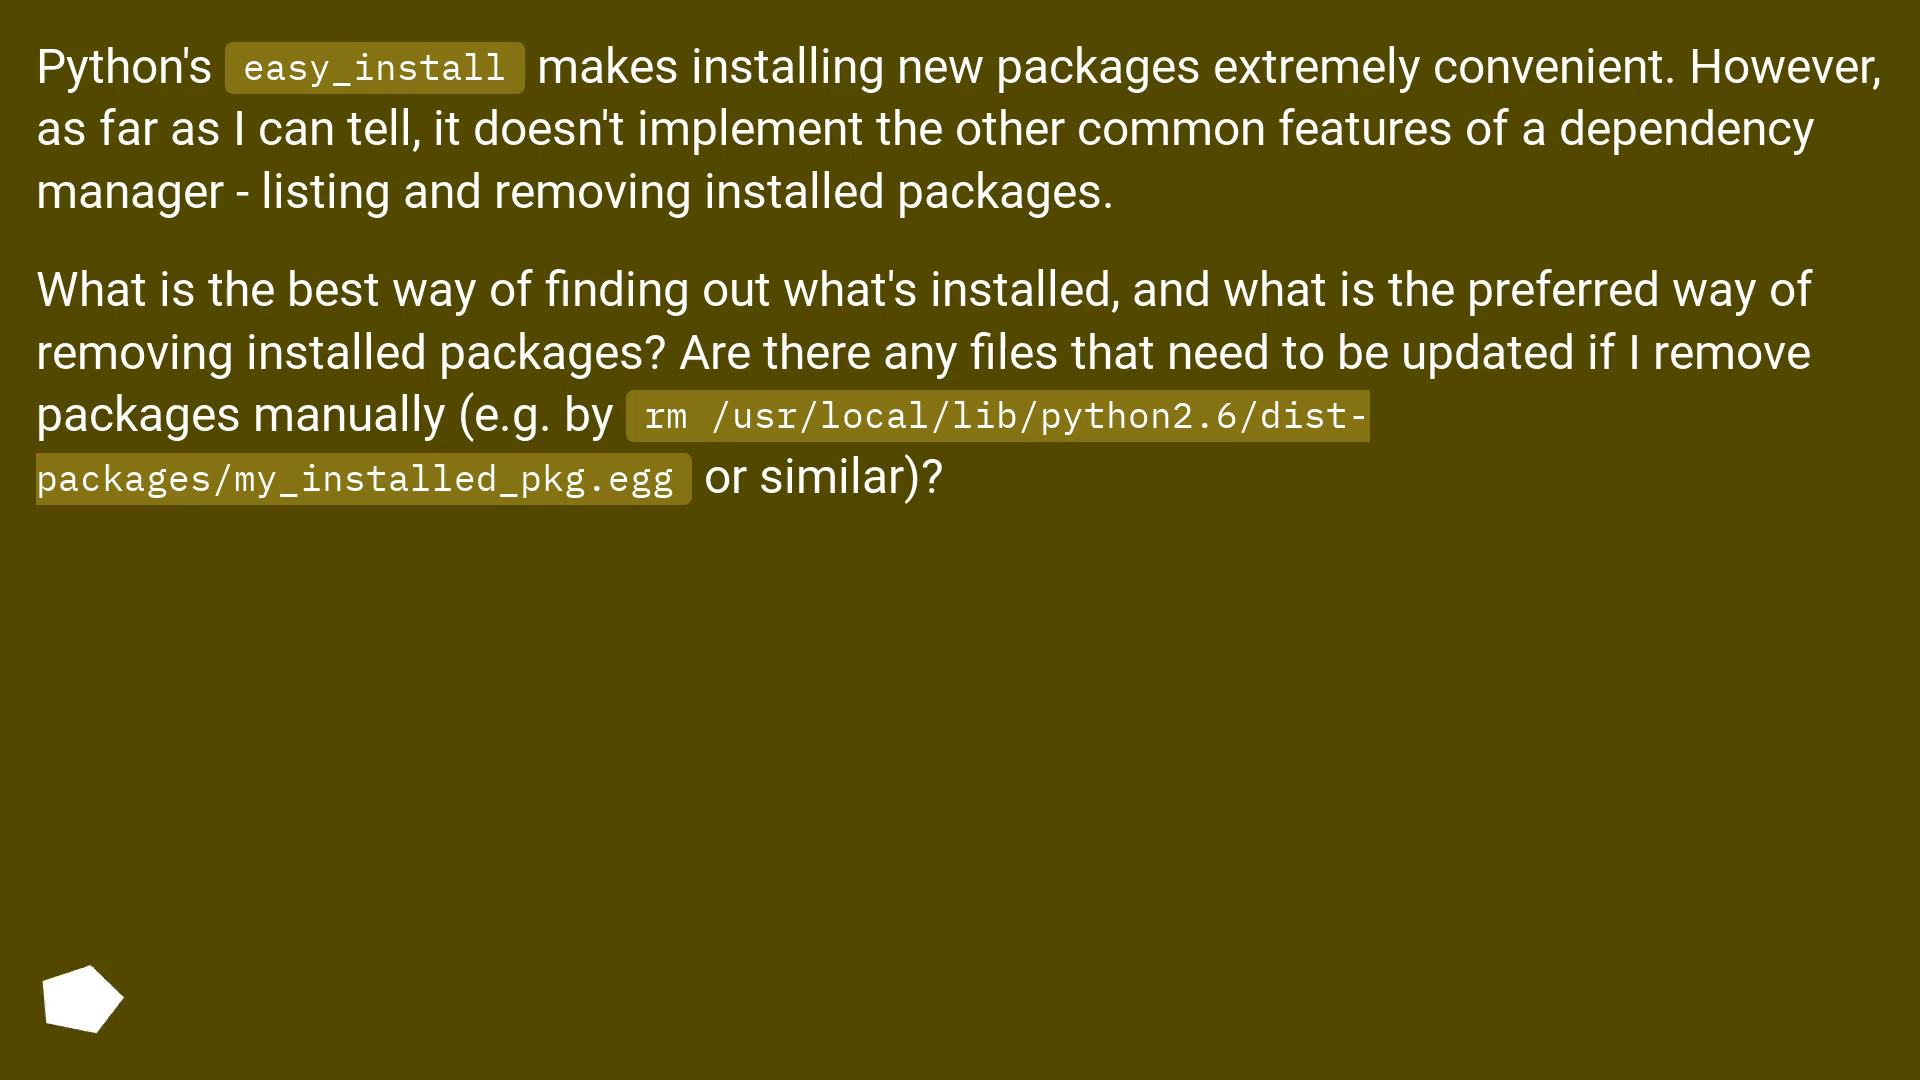 Python's easy_install makes installing new packages extremely convenient. However,
as far as I can tell, it doesn't implement the other common features of a dependency
manager - listing and removing installed packages.
What is the best way of finding out what's installed, and what is the preferred way of
removing installed packages? Are there any files that need to be updated if I remove
packages manually (e.g. by rm /usr/local/lib/python2.6/dist-
packages/my_installed_pkg.egg or similar)?